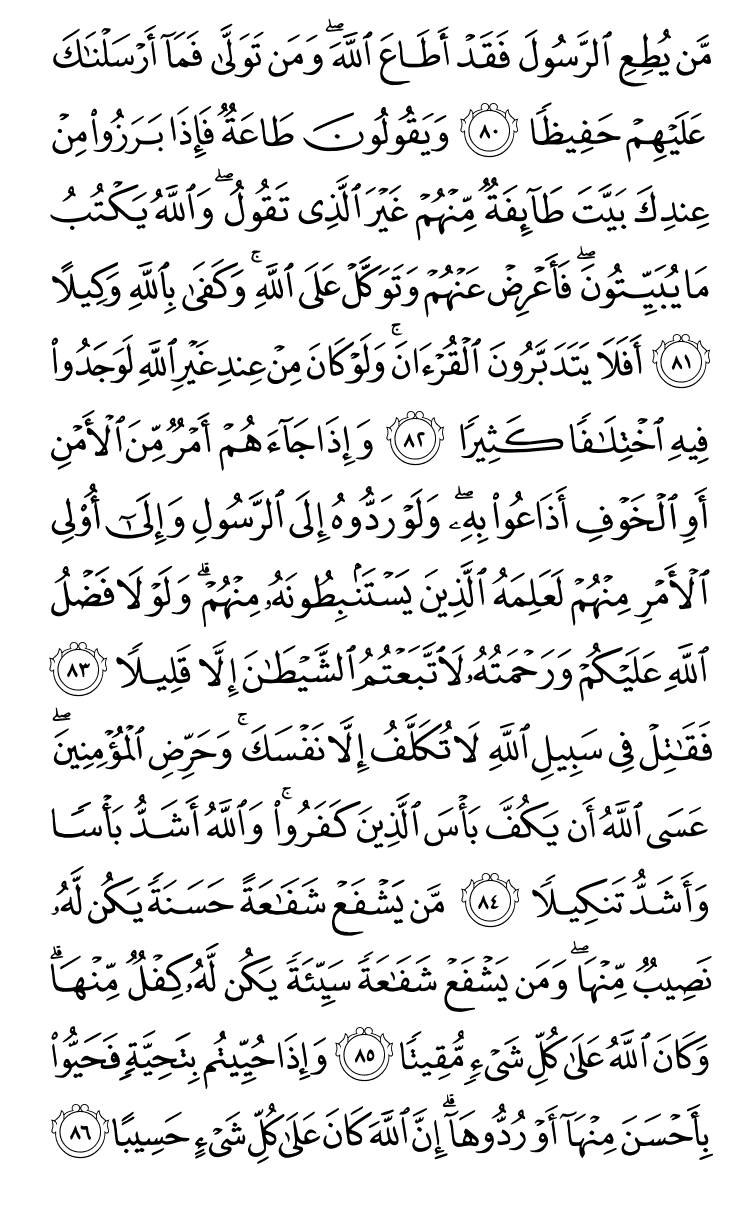 مَّن يُطِعِ ٱلرَّسُولَ فَقَدۡ أَطَاعَ ٱللَّهَۖ وَمَن تَوَلَّىٰ فَمَآ أَرۡسَلۡنَٰكَ
عَلَيۡهِمۡ حَفِيظٗا ٨٠ وَيَقُولُونَ طَاعَةٞ فَإِذَا بَرَزُواْ مِنۡ
عِندِكَ بَيَّتَ طَآئِفَةٞ مِّنۡهُمۡ غَيۡرَ ٱلَّذِي تَقُولُۖ وَٱللَّهُ يَكۡتُبُ
مَا يُبَيِّتُونَۖ فَأَعۡرِضۡ عَنۡهُمۡ وَتَوَكَّلۡ عَلَى ٱللَّهِۚ وَكَفَىٰ بِٱللَّهِ وَكِيلًا
٨١ أَفَلَا يَتَدَبَّرُونَ ٱلۡقُرۡءَانَۚ وَلَوۡ كَانَ مِنۡ عِندِ غَيۡرِ ٱللَّهِ لَوَجَدُواْ
فِيهِ ٱخۡتِلَٰفٗا كَثِيرٗا ٨٢ وَإِذَا جَآءَهُمۡ أَمۡرٞ مِّنَ ٱلۡأَمۡنِ
أَوِ ٱلۡخَوۡفِ أَذَاعُواْ بِهِۦۖ وَلَوۡ رَدُّوهُ إِلَى ٱلرَّسُولِ وَإِلَىٰٓ أُوْلِي
ٱلۡأَمۡرِ مِنۡهُمۡ لَعَلِمَهُ ٱلَّذِينَ يَسۡتَنۢبِطُونَهُۥ مِنۡهُمۡۗ وَلَوۡلَا فَضۡلُ
ٱللَّهِ عَلَيۡكُمۡ وَرَحۡمَتُهُۥ لَٱتَّبَعۡتُمُ ٱلشَّيۡطَٰنَ إِلَّا قَلِيلٗا ٨٣
فَقَٰتِلۡ فِي سَبِيلِ ٱللَّهِ لَا تُكَلَّفُ إِلَّا نَفۡسَكَۚ وَحَرِّضِ ٱلۡمُؤۡمِنِينَۖ
عَسَى ٱللَّهُ أَن يَكُفَّ بَأۡسَ ٱلَّذِينَ كَفَرُواْۚ وَٱللَّهُ أَشَدُّ بَأۡسٗا
وَأَشَدُّ تَنكِيلٗا ٨٤ مَّن يَشۡفَعۡ شَفَٰعَةً حَسَنَةٗ يَكُن لَّهُۥ
نَصِيبٞ مِّنۡهَاۖ وَمَن يَشۡفَعۡ شَفَٰعَةٗ سَيِّئَةٗ يَكُن لَّهُۥ كِفۡلٞ مِّنۡهَاۗ
وَكَانَ ٱللَّهُ عَلَىٰ كُلِّ شَيۡءٖ مُّقِيتٗا ٨٥ وَإِذَا حُيِّيتُم بِتَحِيَّةٖ فَحَيُّواْ
بِأَحۡسَنَ مِنۡهَآ أَوۡ رُدُّوهَآۗ إِنَّ ٱللَّهَ كَانَ عَلَىٰ كُلِّ شَيۡءٍ حَسِيبًا ٨٦